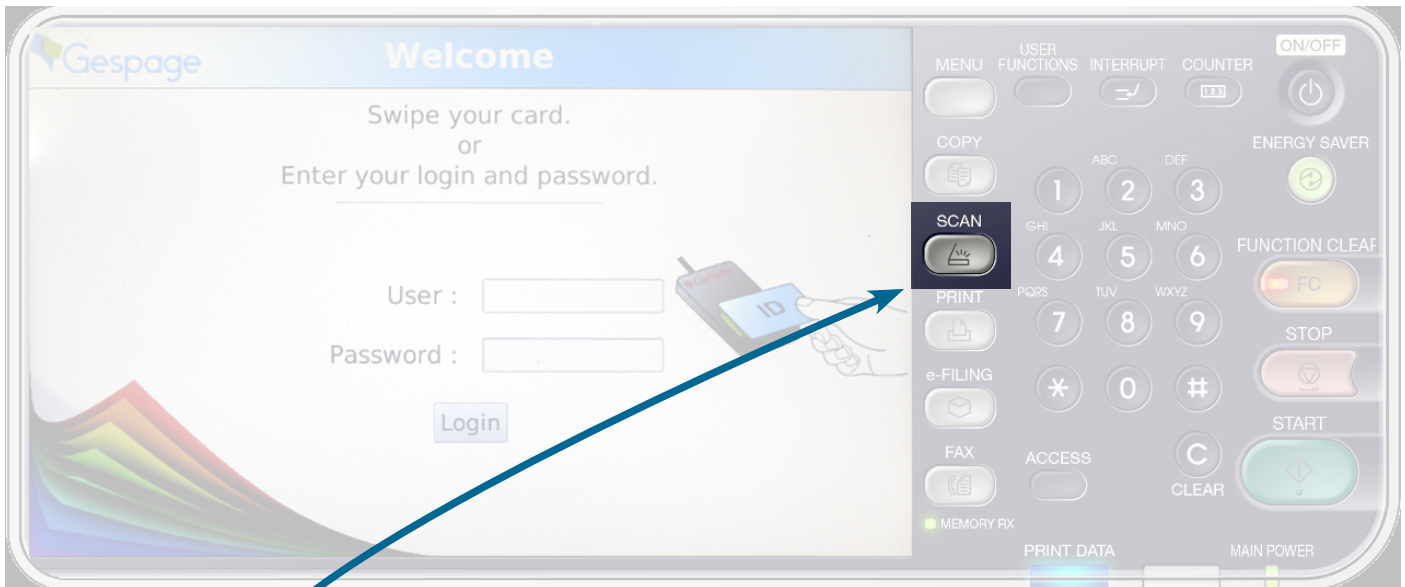 Gespage
Welcome
Swipe your card.
or
Enter your login and password.
User :
Password :
Login
ID
MENU
USER
FUNCTIONS
INTERRUPT
COUNTER
123
ON/OFF
COPY
ENERGY SAVER
ABC
DEF
1
2
3
SCAN
GHI
JKL
MNO
4
5
6
FUNCTION CLEAR
FC
PRINT
PQRS
TUV
WXYZ
7
8
9
STOP
e-FILING
*
0
#
START
FAX
ACCESS
C
CLEAR
MEMORY RX
PRINT DATA
MAIN POWER